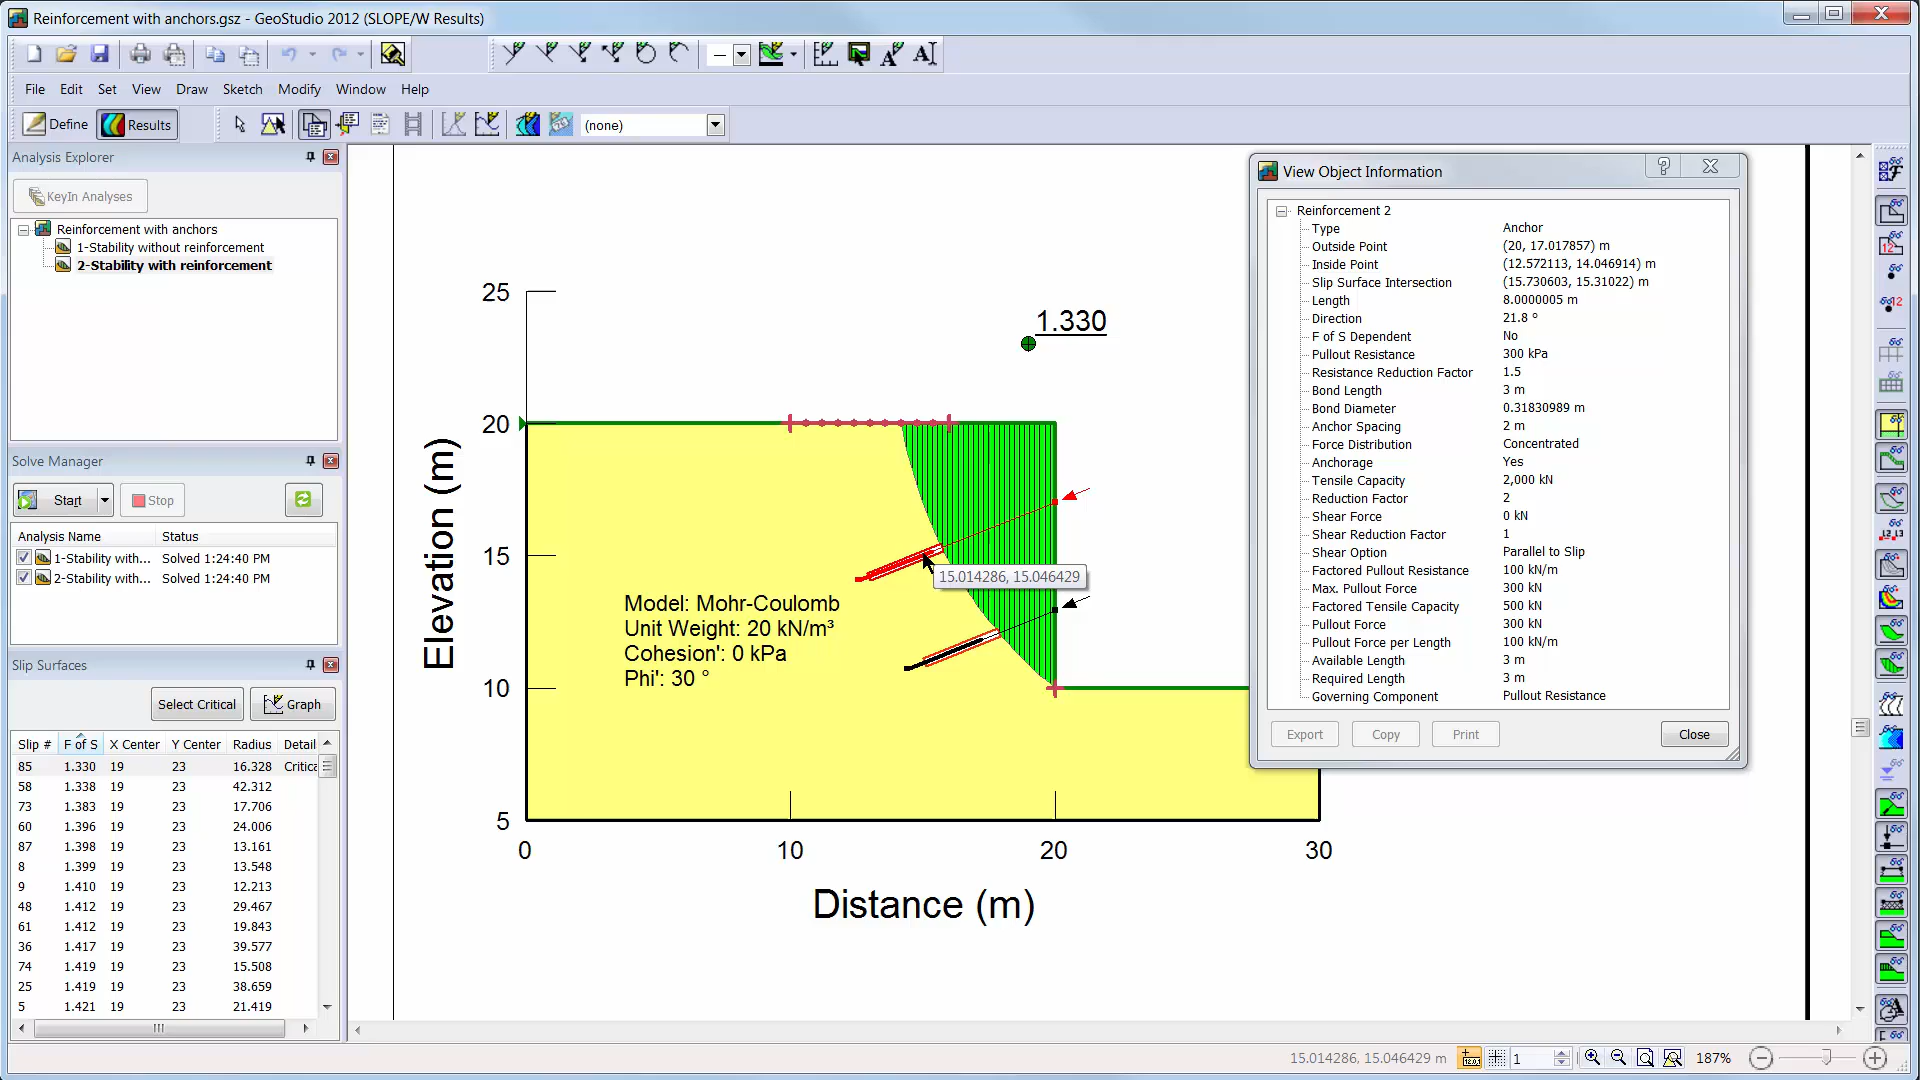 Reinforcement with anchors.gsz - GeoStudio 2012 (SLOPE/W Results)
File Edit Set View Draw Sketch Modify Window Help
Define Results (none)
Analysis Explorer
KeyIn Analyses
Reinforcement with anchors
1-Stability without reinforcement
2-Stability with reinforcement
Solve Manager
Start Stop
Analysis Name Status
1-Stability with... Solved 1:24:40 PM
2-Stability with... Solved 1:24:40 PM
Slip Surfaces
Select Critical Graph
Slip # F of S X Center Y Center Radius Detail
85 1.330 19 23 16.328 Critica
58 1.338 19 23 42.312
73 1.383 19 23 17.706
60 1.396 19 23 24.006
87 1.398 19 23 13.161
8 1.399 19 23 13.548
9 1.410 19 23 12.213
48 1.412 19 23 29.467
61 1.412 19 23 19.843
36 1.417 19 23 39.577
74 1.419 19 23 15.508
25 1.419 19 23 38.659
5 1.421 19 23 21.419
Elevation (m)
25
20
15
10
5
1.330
15.014286, 15.046429
Model: Mohr-Coulomb
Unit Weight: 20 kN/m³
Cohesion': 0 kPa
Phi': 30 °
0 10 20 30
Distance (m)
View Object Information
Reinforcement 2
Type Anchor
Outside Point (20, 17.017857) m
Inside Point (12.572113, 14.046914) m
Slip Surface Intersection (15.730603, 15.31022) m
Length 8.0000005 m
Direction 21.8 °
F of S Dependent No
Pullout Resistance 300 kPa
Resistance Reduction Factor 1.5
Bond Length 3 m
Bond Diameter 0.31830989 m
Anchor Spacing 2 m
Force Distribution Concentrated
Anchorage Yes
Tensile Capacity 2,000 kN
Reduction Factor 2
Shear Force 0 kN
Shear Reduction Factor 1
Shear Option Parallel to Slip
Factored Pullout Resistance 100 kN/m
Max. Pullout Force 300 kN
Factored Tensile Capacity 500 kN
Pullout Force 300 kN
Pullout Force per Length 100 kN/m
Available Length 3 m
Required Length 3 m
Governing Component Pullout Resistance
Export Copy Print Close
15.014286, 15.046429 m 1 187%